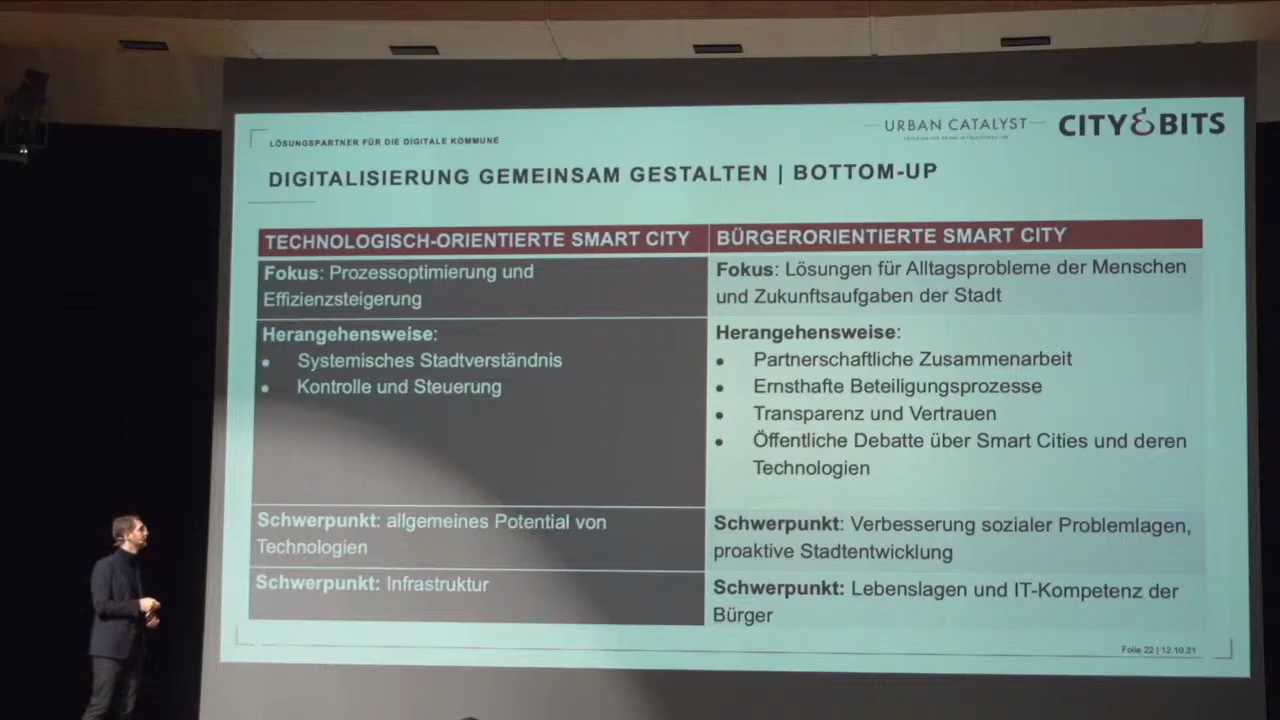 LÖSUNGSPARTNER FÜR DIE DIGITALE KOMMUNE
URBAN CATALYST
CITY&BITS
DIGITALISIERUNG GEMEINSAM GESTALTEN | BOTTOM-UP
TECHNOLOGISCH-ORIENTIERTE SMART CITY
Fokus: Prozessoptimierung und
Effizienzsteigerung
Herangehensweise:
• Systemisches Stadtverständnis
• Kontrolle und Steuerung
Schwerpunkt: allgemeines Potential von
Technologien
Schwerpunkt: Infrastruktur
BÜRGERORIENTIERTE SMART CITY
Fokus: Lösungen für Alltagsprobleme der Menschen
und Zukunftsaufgaben der Stadt
Herangehensweise:
• Partnerschaftliche Zusammenarbeit
• Ernsthafte Beteiligungsprozesse
• Transparenz und Vertrauen
• Öffentliche Debatte über Smart Cities und deren
Technologien
Schwerpunkt: Verbesserung sozialer Problemlagen,
proaktive Stadtentwicklung
Schwerpunkt: Lebenslagen und IT-Kompetenz der
Bürger
Folie 22 | 12.10.21